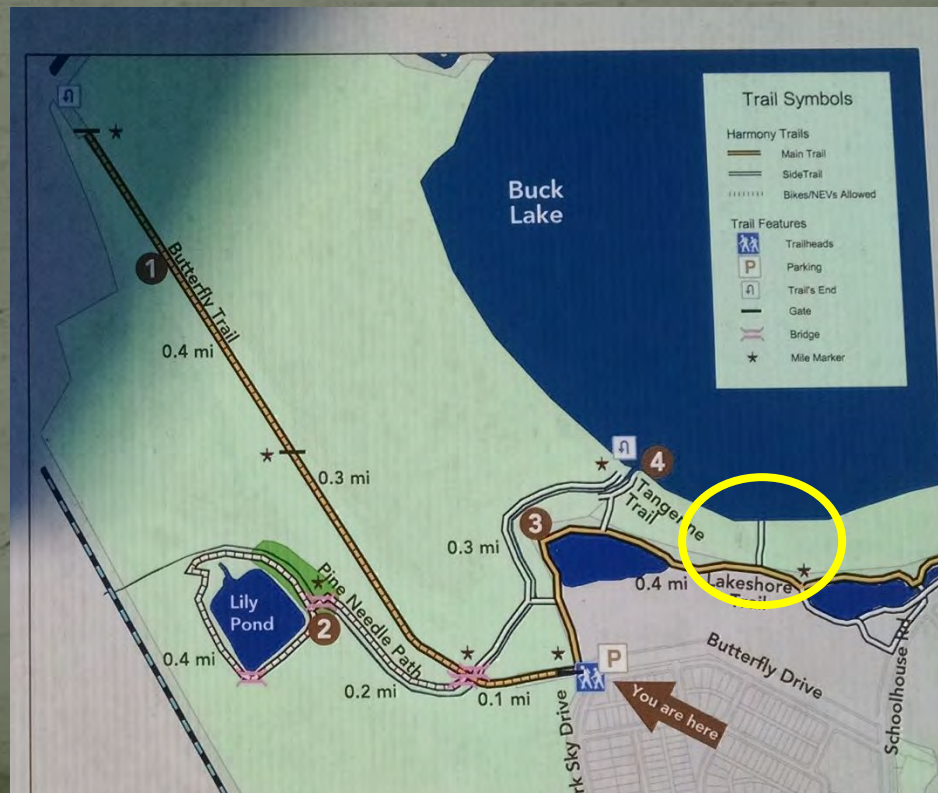 Trail Symbols
Harmony Trails
Main Trail
SideTrail
Bikes/NEVs Allowed
Trail Features
Trailheads
P
Parking
Trail's End
Gate
Bridge
Mile Marker
Buck
Lake
1
Butterfly Trail
0.4 mi
0.3 mi
4
Tangerine
Trail
3
0.3 mi
0.4 mi
Lakeshore
Trail
Pine Needle Path
Lily
Pond
2
0.4 mi
0.2 mi
0.1 mi
P
You are here
Butterfly Drive
Schoolhouse Rd
rk Sky Drive